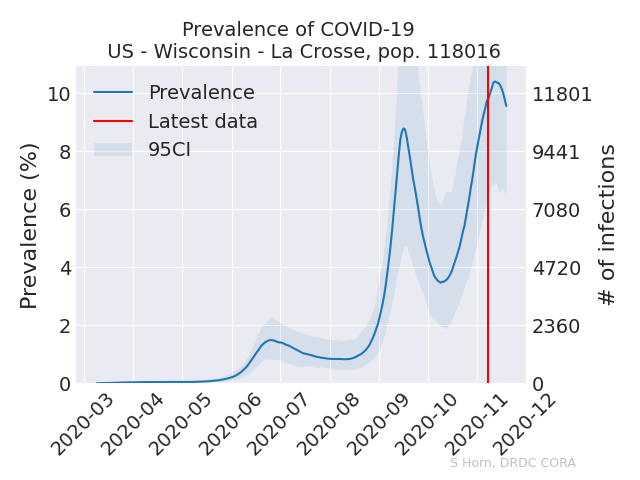 Prevalence of COVID-19
US - Wisconsin - La Crosse, pop. 118016
Prevalence
Latest data
95CI
Prevalence (%)
10
8
6
4
2
0
11801
9441
7080
4720
2360
0
# of infections
2020-03
2020-04
2020-05
2020-06
2020-07
2020-08
2020-09
2020-10
2020-11
2020-12
S Horn, DRDC CORA